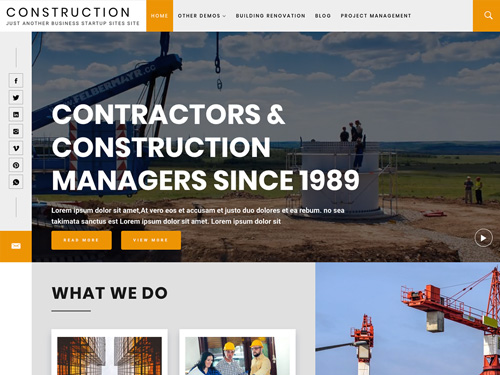 CONSTRUCTION
JUST ANOTHER BUSINESS STARTUP SITES SITE
HOME
OTHER DEMOS
BUILDING RENOVATION
BLOG
PROJECT MANAGEMENT
FELDERMAYR.COM
CONTRACTORS &
CONSTRUCTION
MANAGERS SINCE 1989
Lorem ipsum dolor sit amet,At vero eos et accusam et justo duo dolores et ea rebum. no sea
takimata sanctus est Lorem ipsum dolor sit amet. Lorem ipsum dolor sit
READ MORE
VIEW MORE
WHAT WE DO